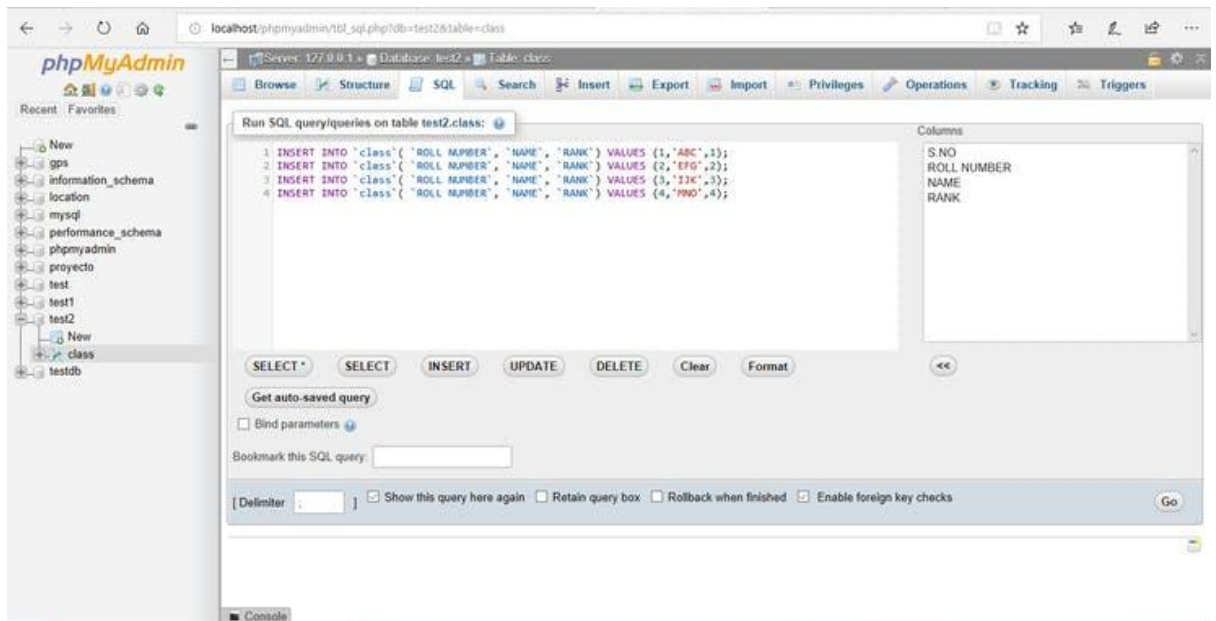 localhost/phpmyadmin/tbl_sql.php?db=test2&table=class
phpMyAdmin
Recent Favorites
New
gps
information_schema
location
mysql
performance_schema
phpmyadmin
proyecto
test
test1
test2
New
class
testdb
Server: 127.0.0.1 » Database: test2 » Table: class
Browse Structure SQL Search Insert Export Import Privileges Operations Tracking Triggers
Run SQL query/queries on table test2.class:
1 INSERT INTO `class`( `ROLL NUMBER`, `NAME`, `RANK`) VALUES (1,'ABC',1);
2 INSERT INTO `class`( `ROLL NUMBER`, `NAME`, `RANK`) VALUES (2,'EFG',2);
3 INSERT INTO `class`( `ROLL NUMBER`, `NAME`, `RANK`) VALUES (3,'IJK',3);
4 INSERT INTO `class`( `ROLL NUMBER`, `NAME`, `RANK`) VALUES (4,'MNO',4);
Columns
S.NO
ROLL NUMBER
NAME
RANK
SELECT * SELECT INSERT UPDATE DELETE Clear Format <<
Get auto-saved query
Bind parameters
Bookmark this SQL query:
[ Delimiter ; ] Show this query here again Retain query box Rollback when finished Enable foreign key checks
Go
Console